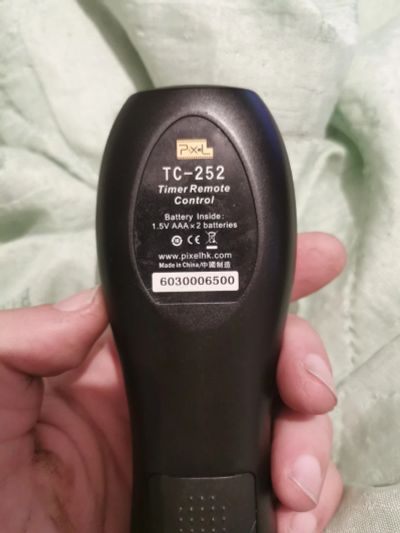 PIXEL
TC-252
Timer Remote
Control
Battery Inside:
1.5V AAA×2 batteries
CE
www.pixelhk.com
Made in China/中國制造
6030006500